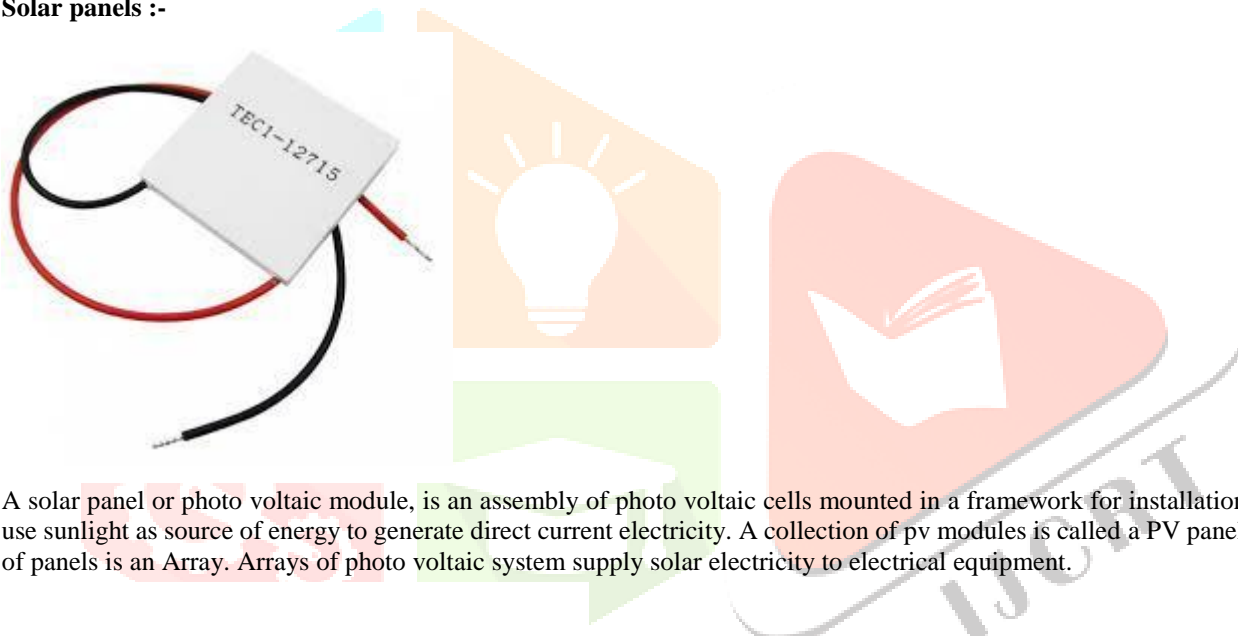 Solar panels :-
TEC1-12715
A solar panel or photo voltaic module, is an assembly of photo voltaic cells mounted in a framework for installation
use sunlight as source of energy to generate direct current electricity. A collection of pv modules is called a PV panel
of panels is an Array. Arrays of photo voltaic system supply solar electricity to electrical equipment.
IJCRT